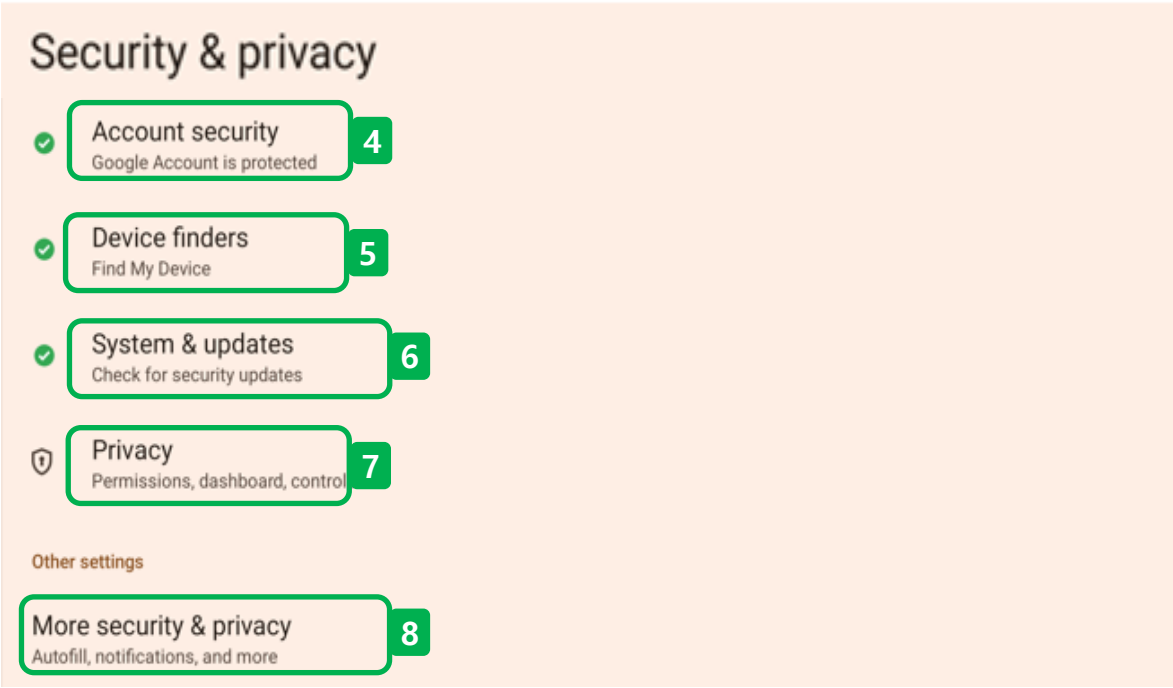 Security & privacy
Account security
4
Google Account is protected
Device finders
5
Find My Device
System & updates
6
Check for security updates
Privacy
7
Permissions, dashboard, control
Other settings
More security & privacy
8
Autofill, notifications, and more